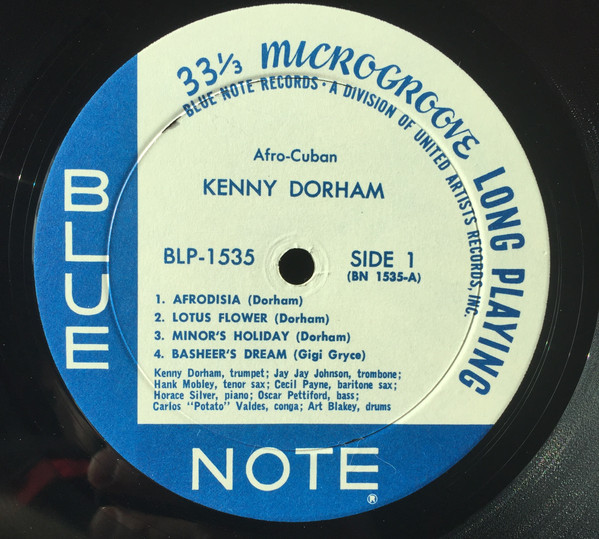 33⅓ MICROGROOVE LONG PLAYING
BLUE NOTE RECORDS • A DIVISION OF UNITED ARTISTS RECORDS, INC.
Afro-Cuban
KENNY DORHAM
BLP-1535
SIDE 1
(BN 1535-A)
1. AFRODISIA (Dorham)
2. LOTUS FLOWER (Dorham)
3. MINOR'S HOLIDAY (Dorham)
4. BASHEER'S DREAM (Gigi Gryce)
Kenny Dorham, trumpet; Jay Jay Johnson, trombone;
Hank Mobley, tenor sax; Cecil Payne, baritone sax;
Horace Silver, piano; Oscar Pettiford, bass;
Carlos "Potato" Valdes, conga; Art Blakey, drums
BLUE
NOTE®